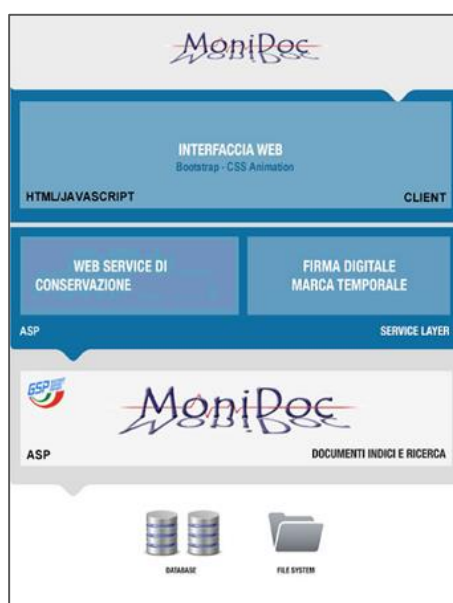 MoniDoc
INTERFACCIA WEB
Bootstrap - CSS Animation
HTML/JAVASCRIPT CLIENT
WEB SERVICE DI
CONSERVAZIONE
FIRMA DIGITALE
MARCA TEMPORALE
ASP SERVICE LAYER
GSP
MoniDoc
ASP DOCUMENTI INDICI E RICERCA
DATABASE FILE SYSTEM